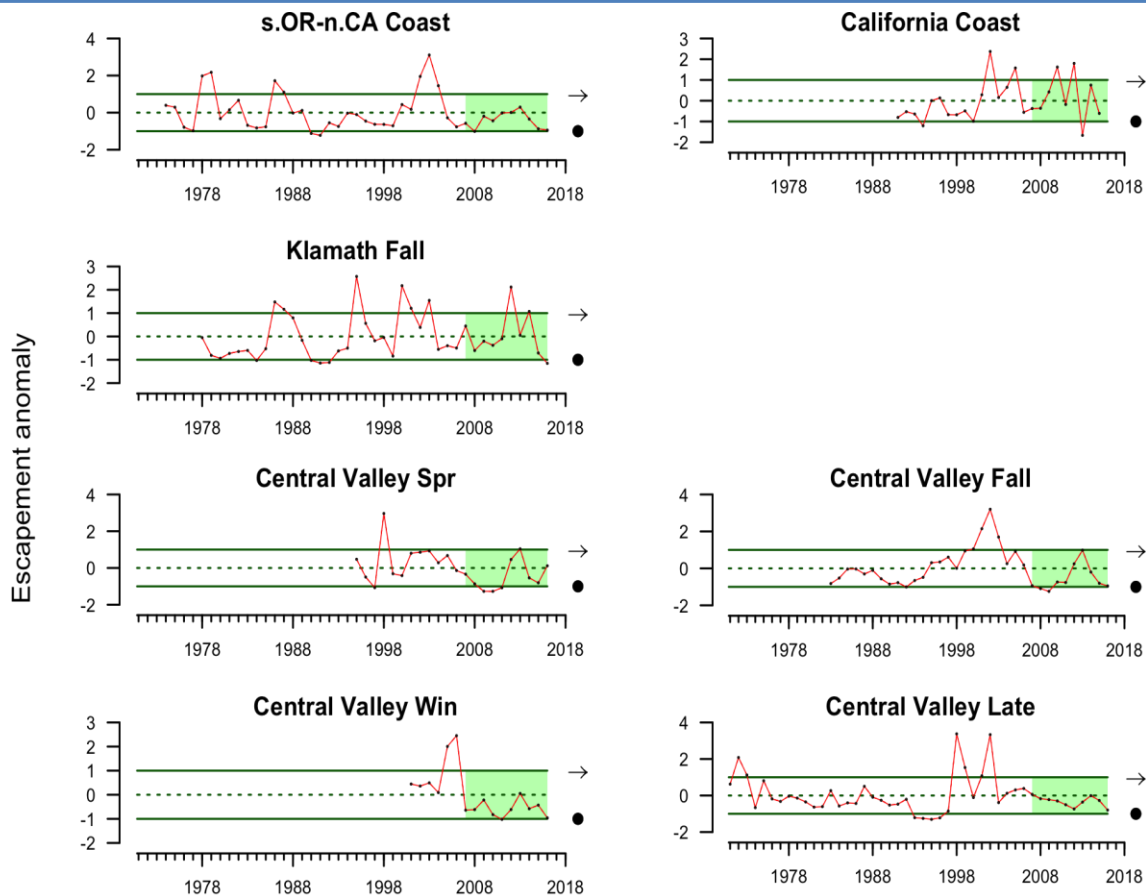 s.OR-n.CA Coast
4
2
0
-2
1978 1988 1998 2008 2018
California Coast
3
2
1
0
-1
-2
1978 1988 1998 2008 2018
Escapement anomaly
Klamath Fall
3
2
1
0
-1
-2
1978 1988 1998 2008 2018
Central Valley Spr
4
2
0
-2
1978 1988 1998 2008 2018
Central Valley Fall
4
2
0
-2
1978 1988 1998 2008 2018
Central Valley Win
3
2
1
0
-1
-2
1978 1988 1998 2008 2018
Central Valley Late
4
2
0
-2
1978 1988 1998 2008 2018